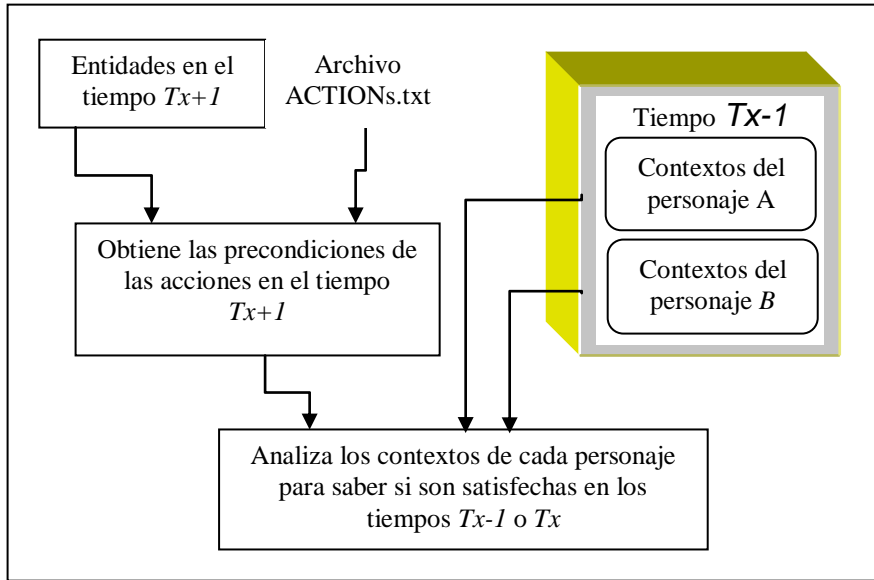 Entidades en el
tiempo Tx+1
Archivo
ACTIONs.txt
Tiempo Tx-1
Contextos del
personaje A
Contextos del
personaje B
Obtiene las precondiciones de
las acciones en el tiempo
Tx+1
Analiza los contextos de cada personaje
para saber si son satisfechas en los
tiempos Tx-1 o Tx